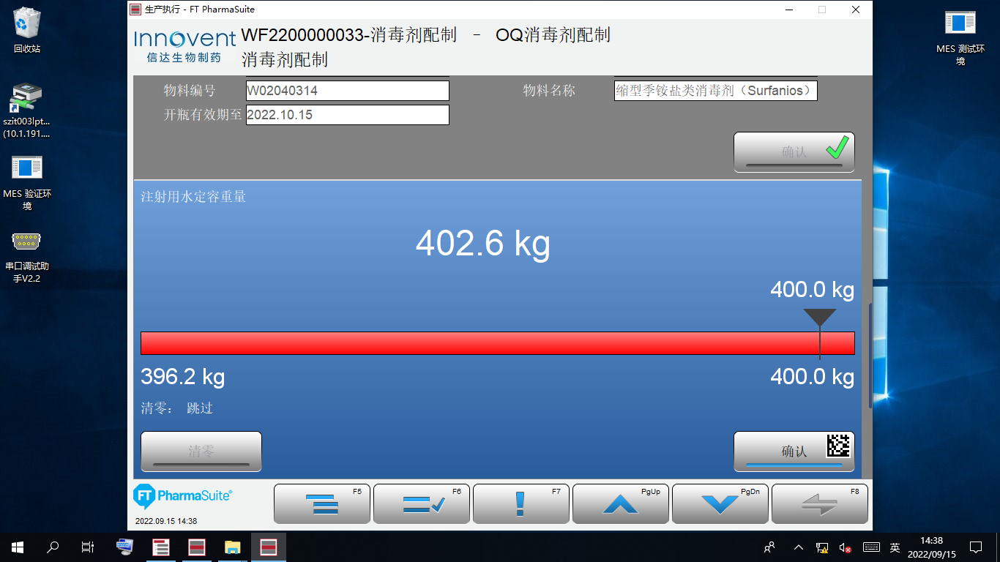 生产执行 - FT PharmaSuite
Innovent
信达生物制药
WF2200000033-消毒剂配制 - OQ消毒剂配制
消毒剂配制
物料编号
W02040314
物料名称
缩型季铵盐类消毒剂（Surfanios）
开瓶有效期至
2022.10.15
确认
注射用水定容重量
402.6 kg
400.0 kg
396.2 kg
400.0 kg
清零： 跳过
清零
确认
FT PharmaSuite®
2022.09.15 14:38
F5
F6
F7
PgUp
PgDn
F8
回收站
szit003lpt...
(10.1.191....
MES 验证环
境
串口调试助
手V2.2
MES 测试环
境
英
14:38
2022/09/15